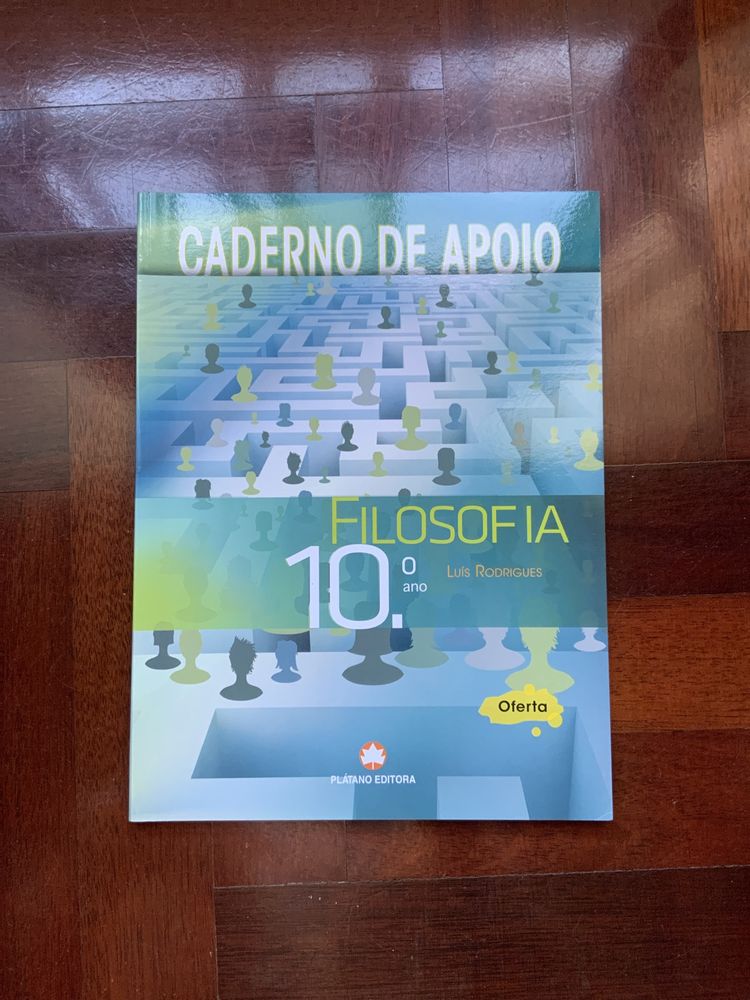 CADERNO DE APOIO
FILOSOFIA
10.º
ano
LUÍS RODRIGUES
Oferta
PLÁTANO EDITORA